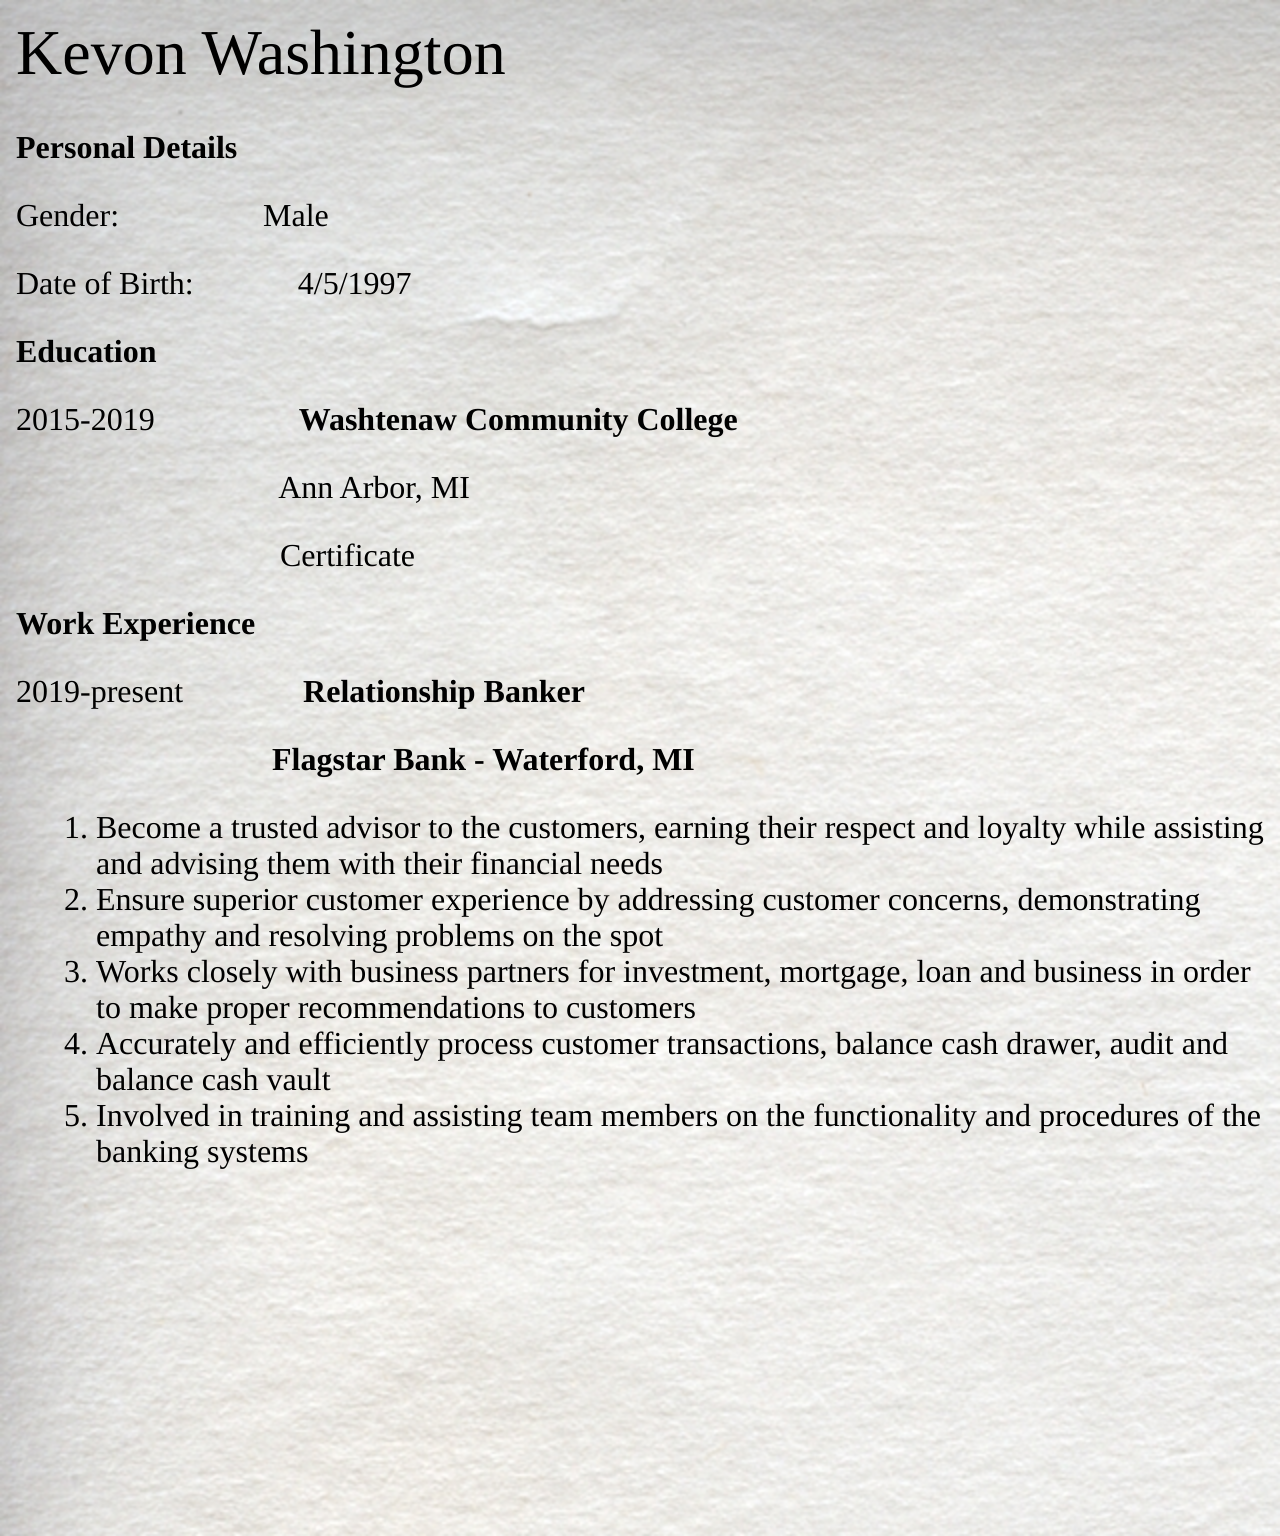 Kevon Washington
Personal Details
Gender: Male
Date of Birth: 4/5/1997
Education
2015-2019 Washtenaw Community College
Ann Arbor, MI
Certificate
Work Experience
2019-present Relationship Banker
Flagstar Bank - Waterford, MI
1. Become a trusted advisor to the customers, earning their respect and loyalty while assisting
and advising them with their financial needs
2. Ensure superior customer experience by addressing customer concerns, demonstrating
empathy and resolving problems on the spot
3. Works closely with business partners for investment, mortgage, loan and business in order
to make proper recommendations to customers
4. Accurately and efficiently process customer transactions, balance cash drawer, audit and
balance cash vault
5. Involved in training and assisting team members on the functionality and procedures of the
banking systems